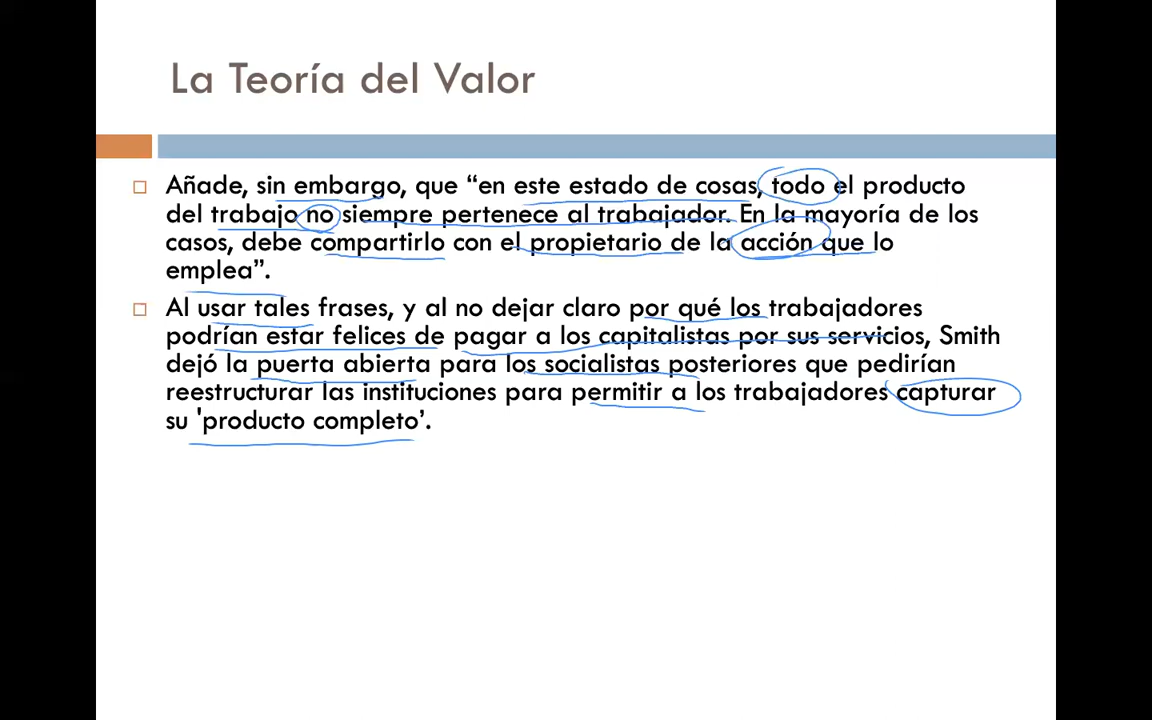 La Teoría del Valor
Añade, sin embargo, que “en este estado de cosas, todo el producto
del trabajo no siempre pertenece al trabajador. En la mayoría de los
casos, debe compartirlo con el propietario de la acción que lo
emplea”.
Al usar tales frases, y al no dejar claro por qué los trabajadores
podrían estar felices de pagar a los capitalistas por sus servicios, Smith
dejó la puerta abierta para los socialistas posteriores que pedirían
reestructurar las instituciones para permitir a los trabajadores capturar
su 'producto completo’.